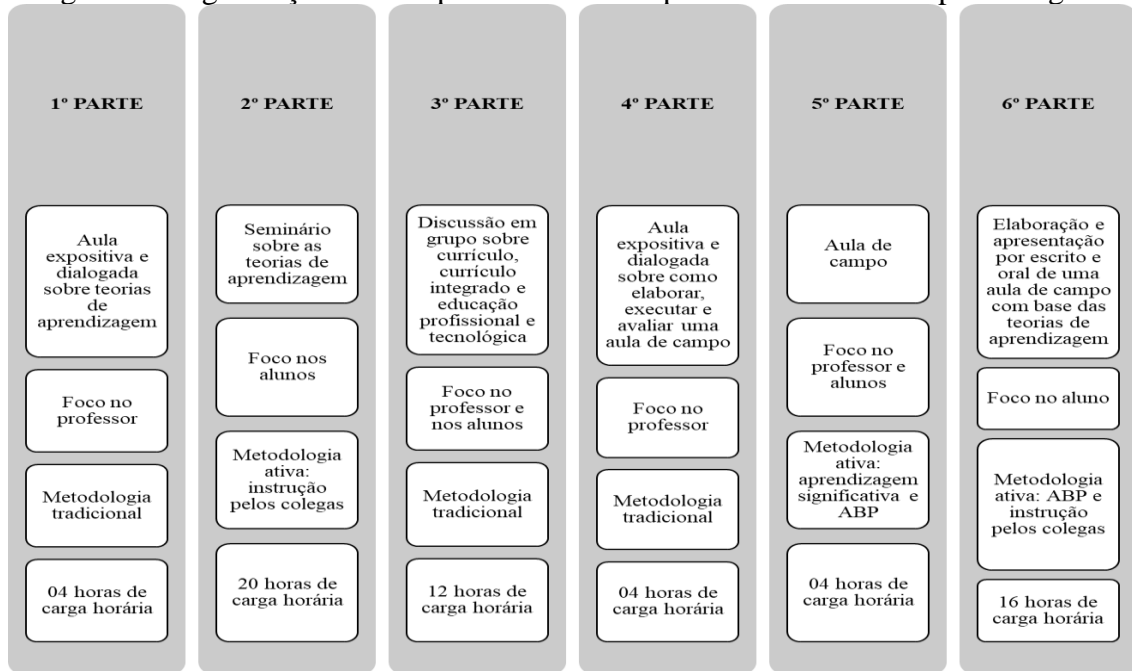 1º PARTE
Aula
expositiva e
dialogada
sobre teorias
de
aprendizagem
Foco no
professor
Metodologia
tradicional
04 horas de
carga horária
2º PARTE
Seminário
sobre as
teorias de
aprendizagem
Foco nos
alunos
Metodologia
ativa:
instrução
pelos colegas
20 horas de
carga horária
3º PARTE
Discussão em
grupo sobre
currículo,
currículo
integrado e
educação
profissional e
tecnológica
Foco no
professor e
nos alunos
Metodologia
tradicional
12 horas de
carga horária
4º PARTE
Aula
expositiva e
dialogada
sobre como
elaborar,
executar e
avaliar uma
aula de campo
Foco no
professor
Metodologia
tradicional
04 horas de
carga horária
5º PARTE
Aula de
campo
Foco no
professor e
alunos
Metodologia
ativa:
aprendizagem
significativa e
ABP
04 horas de
carga horária
6º PARTE
Elaboração e
apresentação
por escrito e
oral de uma
aula de campo
com base das
teorias de
aprendizagem
Foco no aluno
Metodologia
ativa: ABP e
instrução
pelos colegas
16 horas de
carga horária